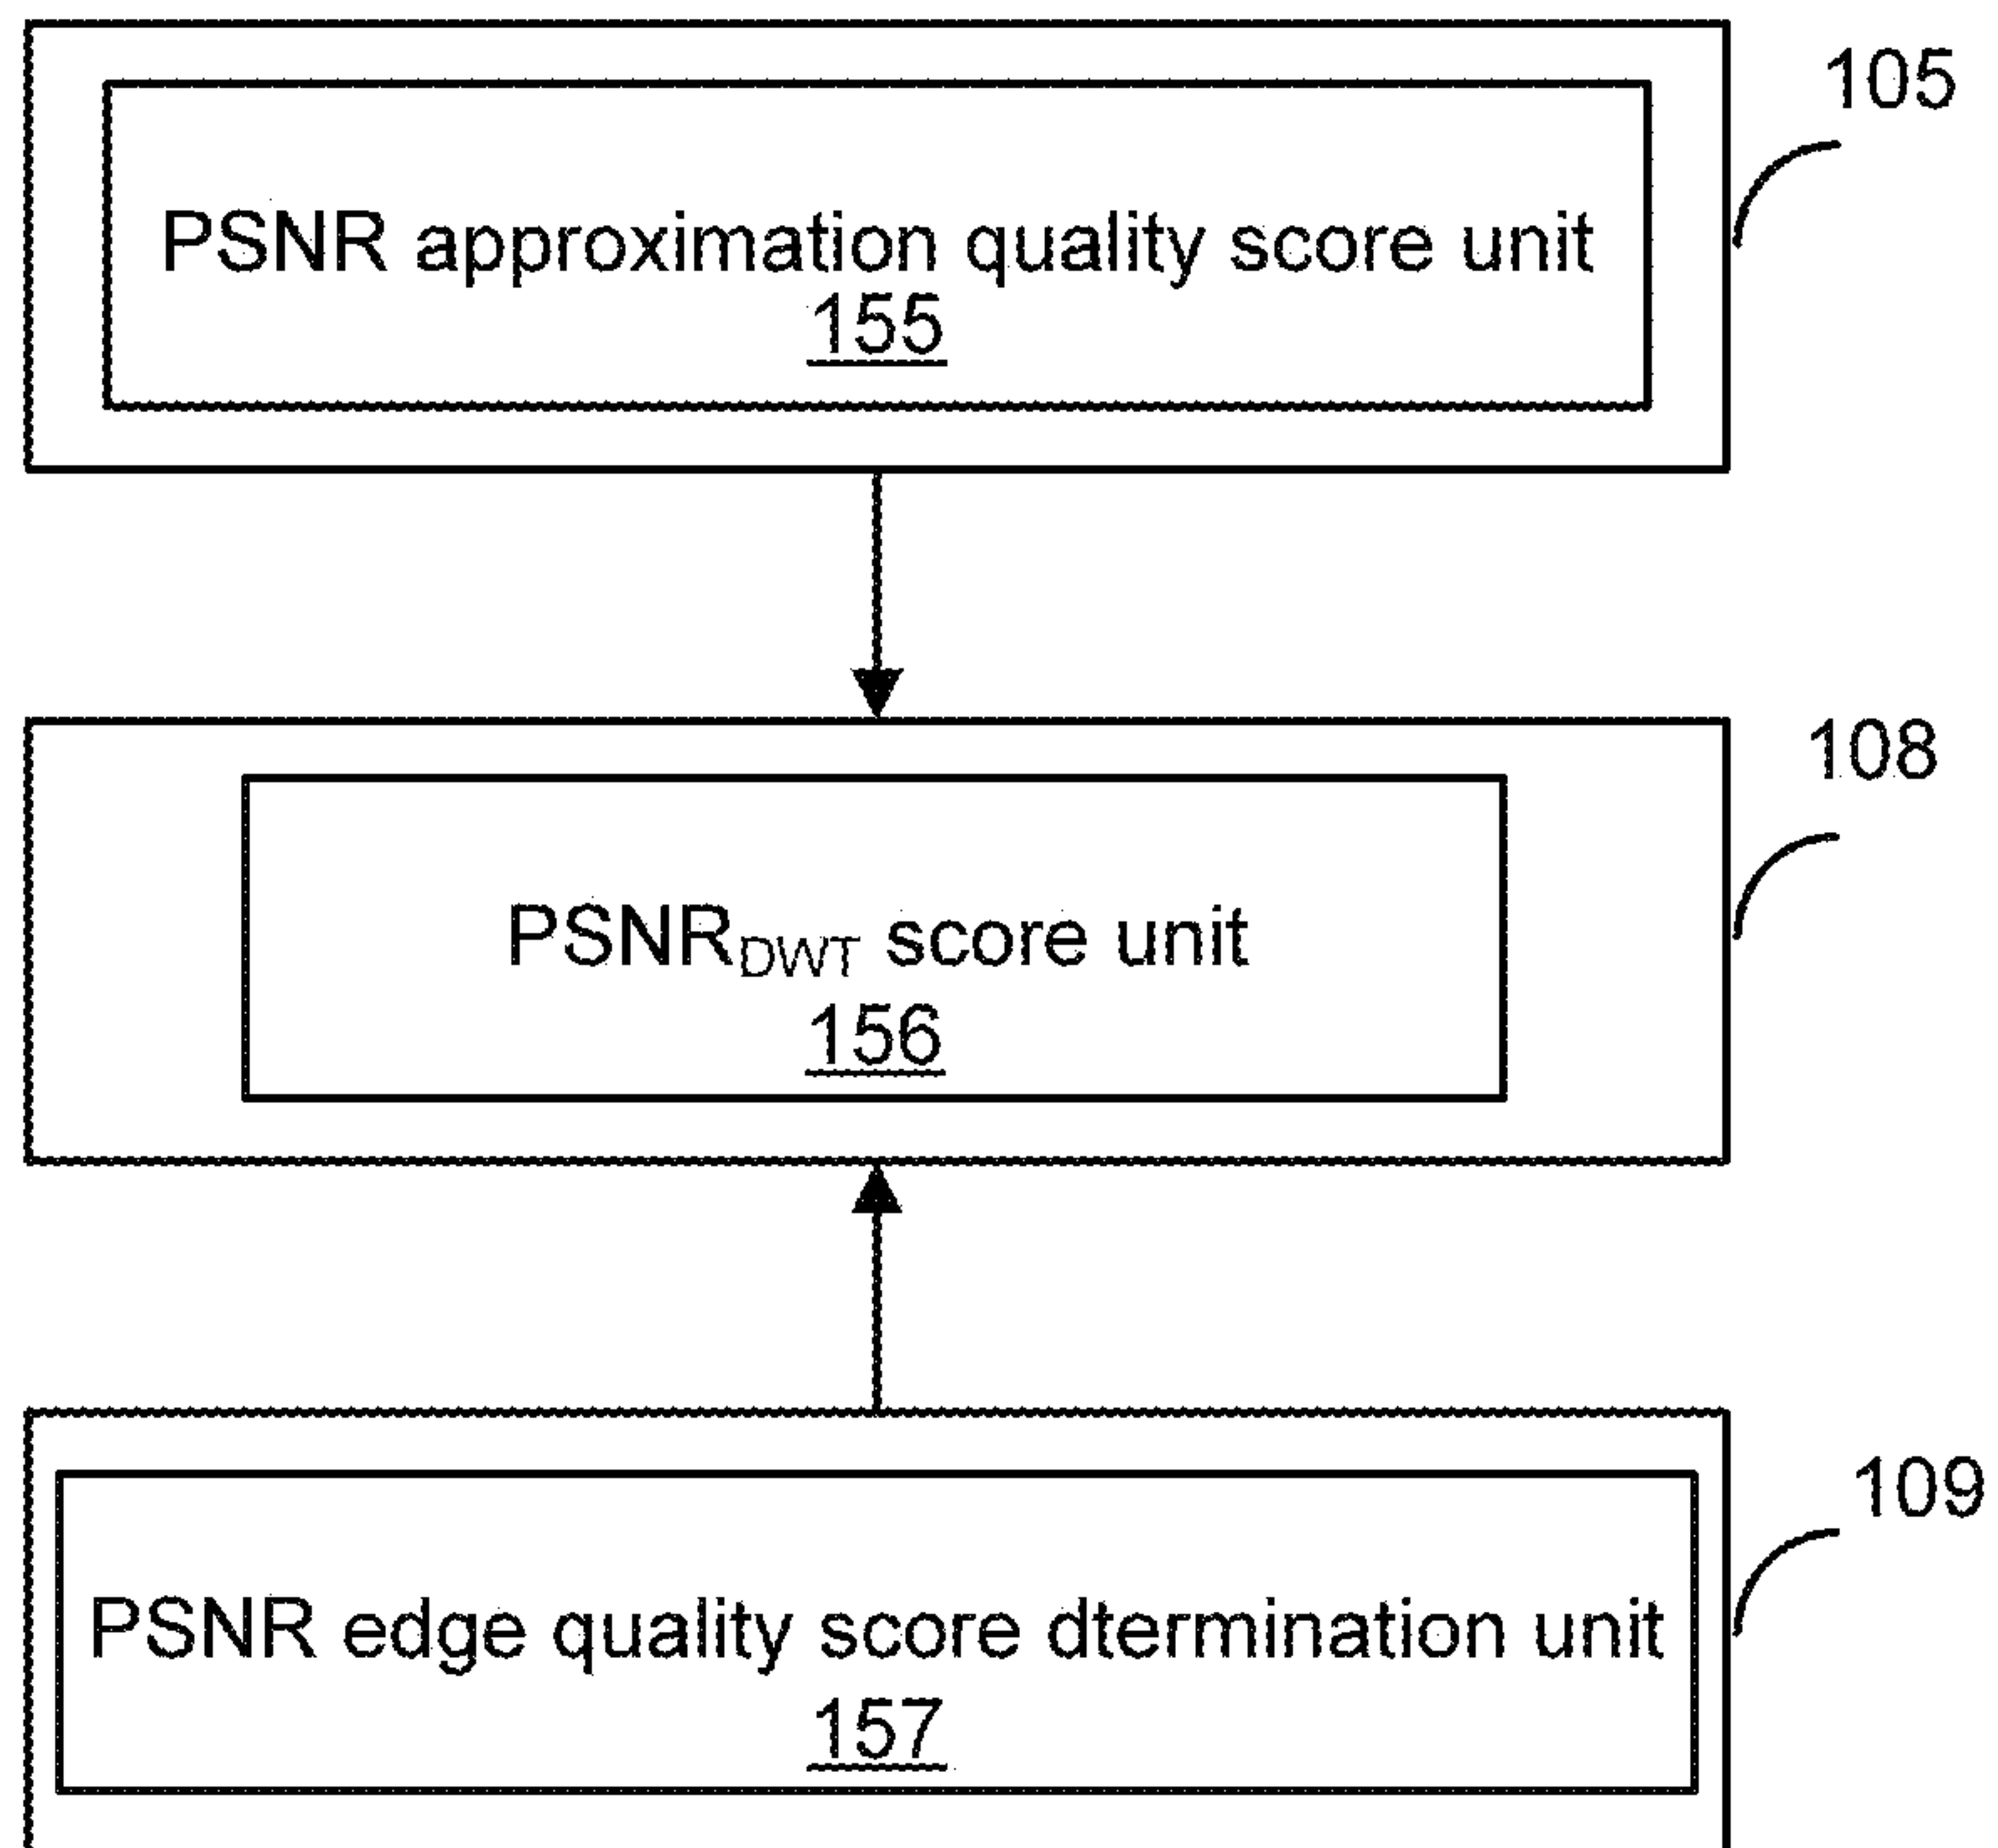 105
PSNR approximation quality score unit
155
108
PSNRDWT score unit
156
109
PSNR edge quality score dtermination unit
157